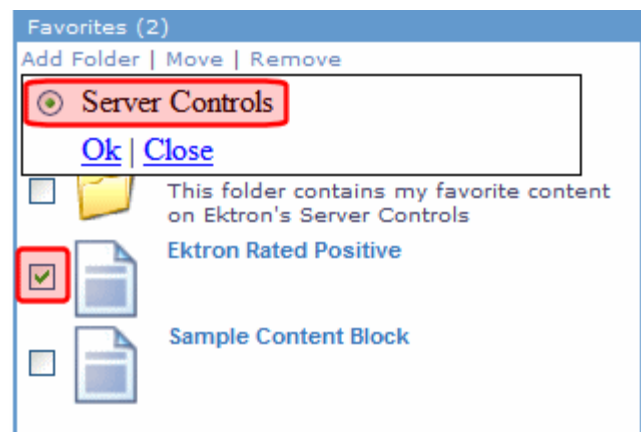 Favorites (2)
Add Folder | Move | Remove
Server Controls
Ok | Close
This folder contains my favorite content
on Ektron's Server Controls
Ektron Rated Positive
Sample Content Block